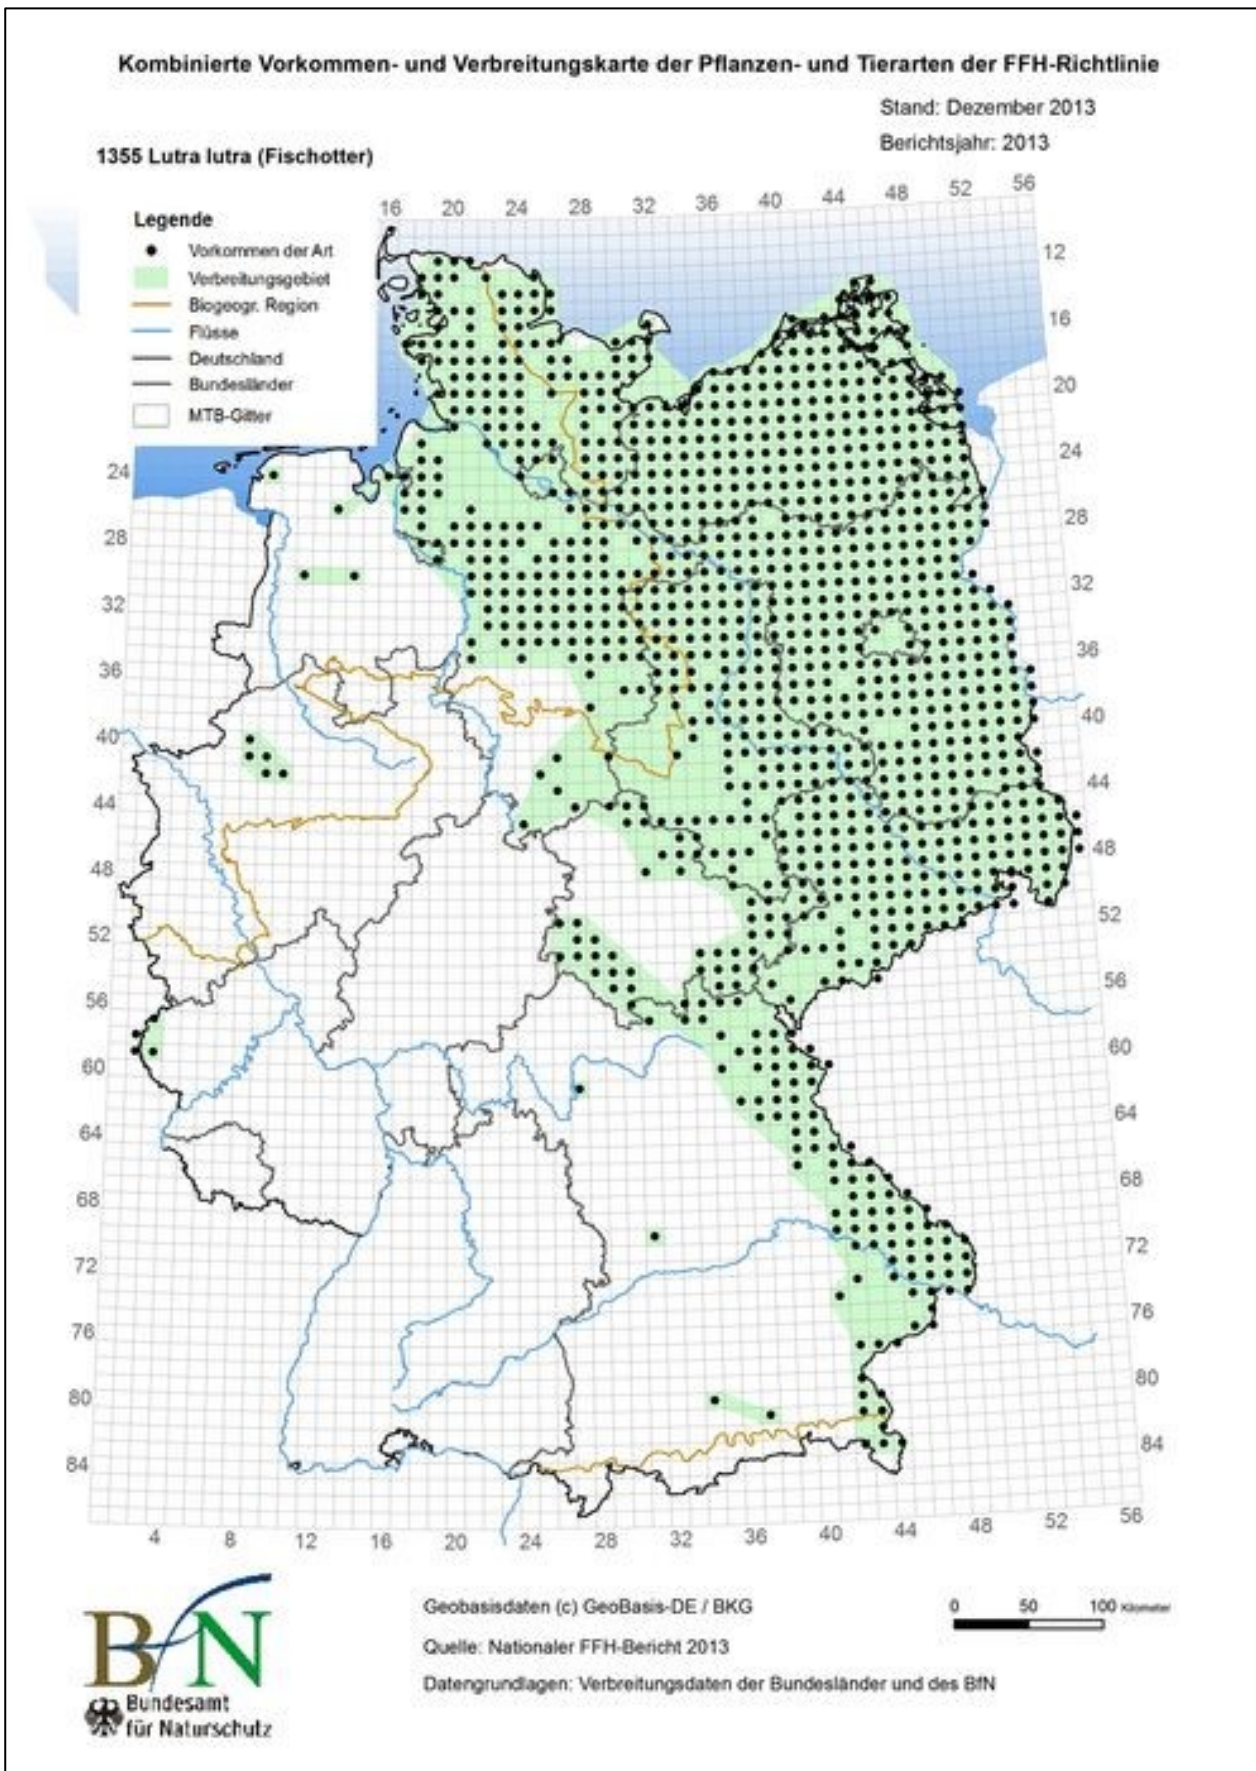 Kombinierte Vorkommen- und Verbreitungskarte der Pflanzen- und Tierarten der FFH-Richtlinie
Stand: Dezember 2013
Berichtsjahr: 2013
1355 Lutra lutra (Fischotter)
Legende
Vorkommen der Art
Verbreitungsgebiet
Biogeogr. Region
Flüsse
Deutschland
Bundesländer
MTB-Gitter
16 20 24 28 32 36 40 44 48 52 56
12
16
20
24 24
28 28
32 32
36 36
40 40
44 44
48 48
52 52
56 56
60 60
64 64
68 68
72 72
76 76
80 80
84 84
4 8 12 16 20 24 28 32 36 40 44 48 52 56
BfN
Bundesamt
für Naturschutz
Geobasisdaten (c) GeoBasis-DE / BKG
Quelle: Nationaler FFH-Bericht 2013
Datengrundlagen: Verbreitungsdaten der Bundesländer und des BfN
0 50 100 Kilometer